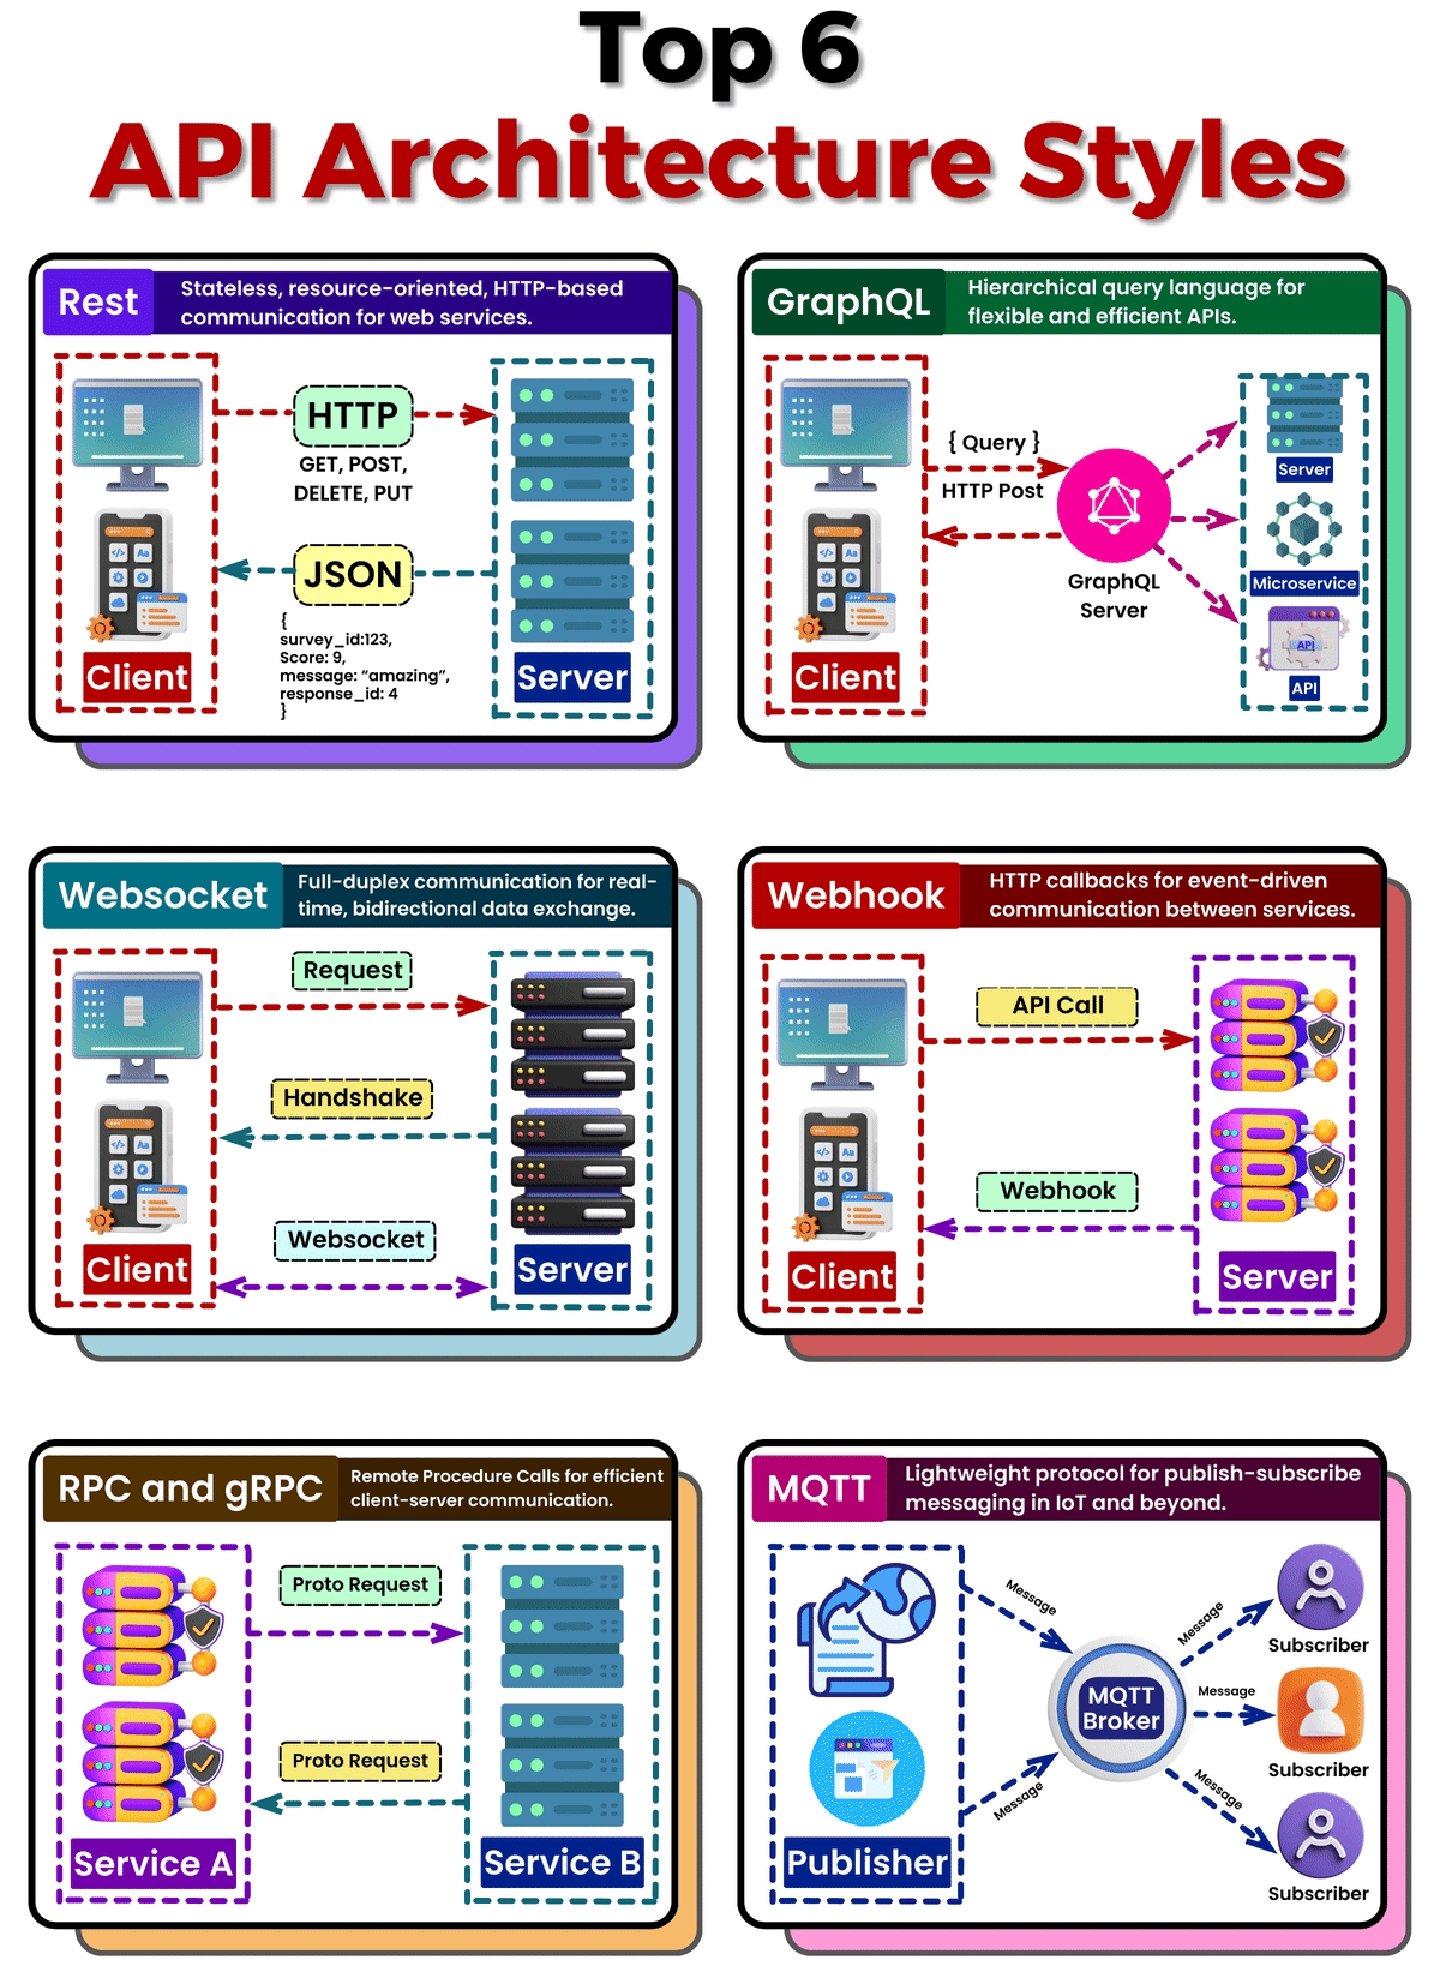 Top 6
API Architecture Styles
Rest
Stateless, resource-oriented, HTTP-based
communication for web services.
HTTP
GET, POST,
DELETE, PUT
JSON
{
survey_id:123,
Score: 9,
message: “amazing”,
response_id: 4
}
Client
Server
GraphQL
Hierarchical query language for
flexible and efficient APIs.
{ Query }
HTTP Post
GraphQL
Server
Client
Server
Microservice
API
API
Websocket
Full-duplex communication for real-
time, bidirectional data exchange.
Request
Handshake
Websocket
Client
Server
Webhook
HTTP callbacks for event-driven
communication between services.
API Call
Webhook
Client
Server
RPC and gRPC
Remote Procedure Calls for efficient
client-server communication.
Proto Request
Proto Request
Service A
Service B
MQTT
Lightweight protocol for publish-subscribe
messaging in IoT and beyond.
Message
Message
Publisher
MQTT
Broker
Message
Message
Message
Subscriber
Subscriber
Subscriber